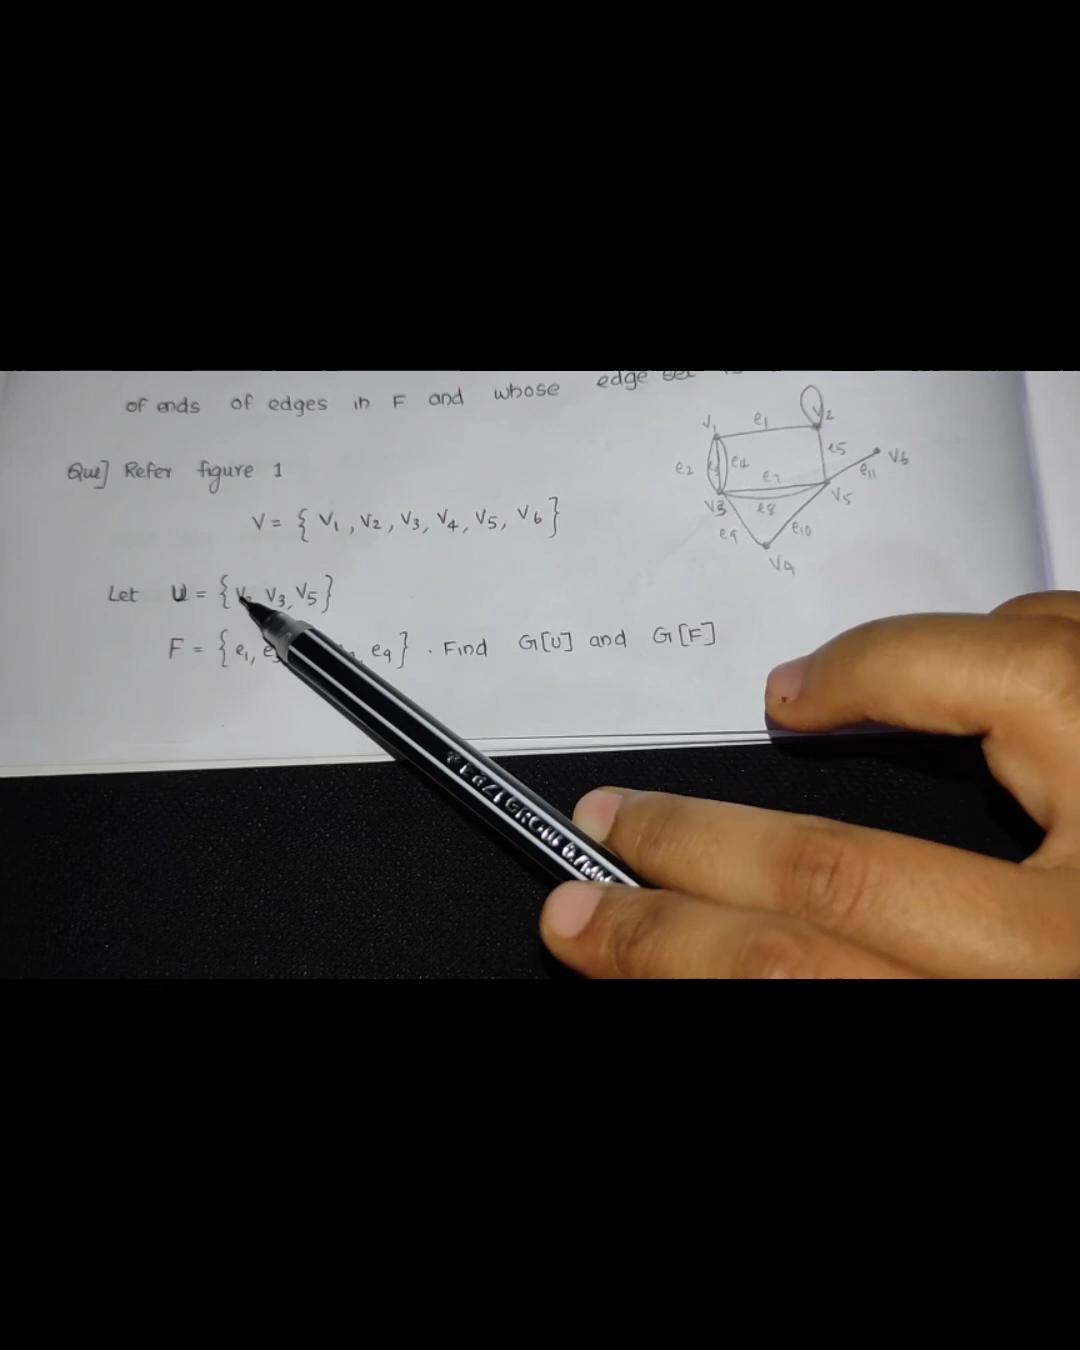 of ends of edges in F and whose edge set
Que] Refer figure 1
V = { V1, V2, V3, V4, V5, V6 }
Let U = { V3, V5 }
F = { e1, e9 } . Find G[U] and G[F]
V1 e1 V2
e2 e3 e4 e5 V6
e7 e11
V3 e8 V5
e9 e10
V4